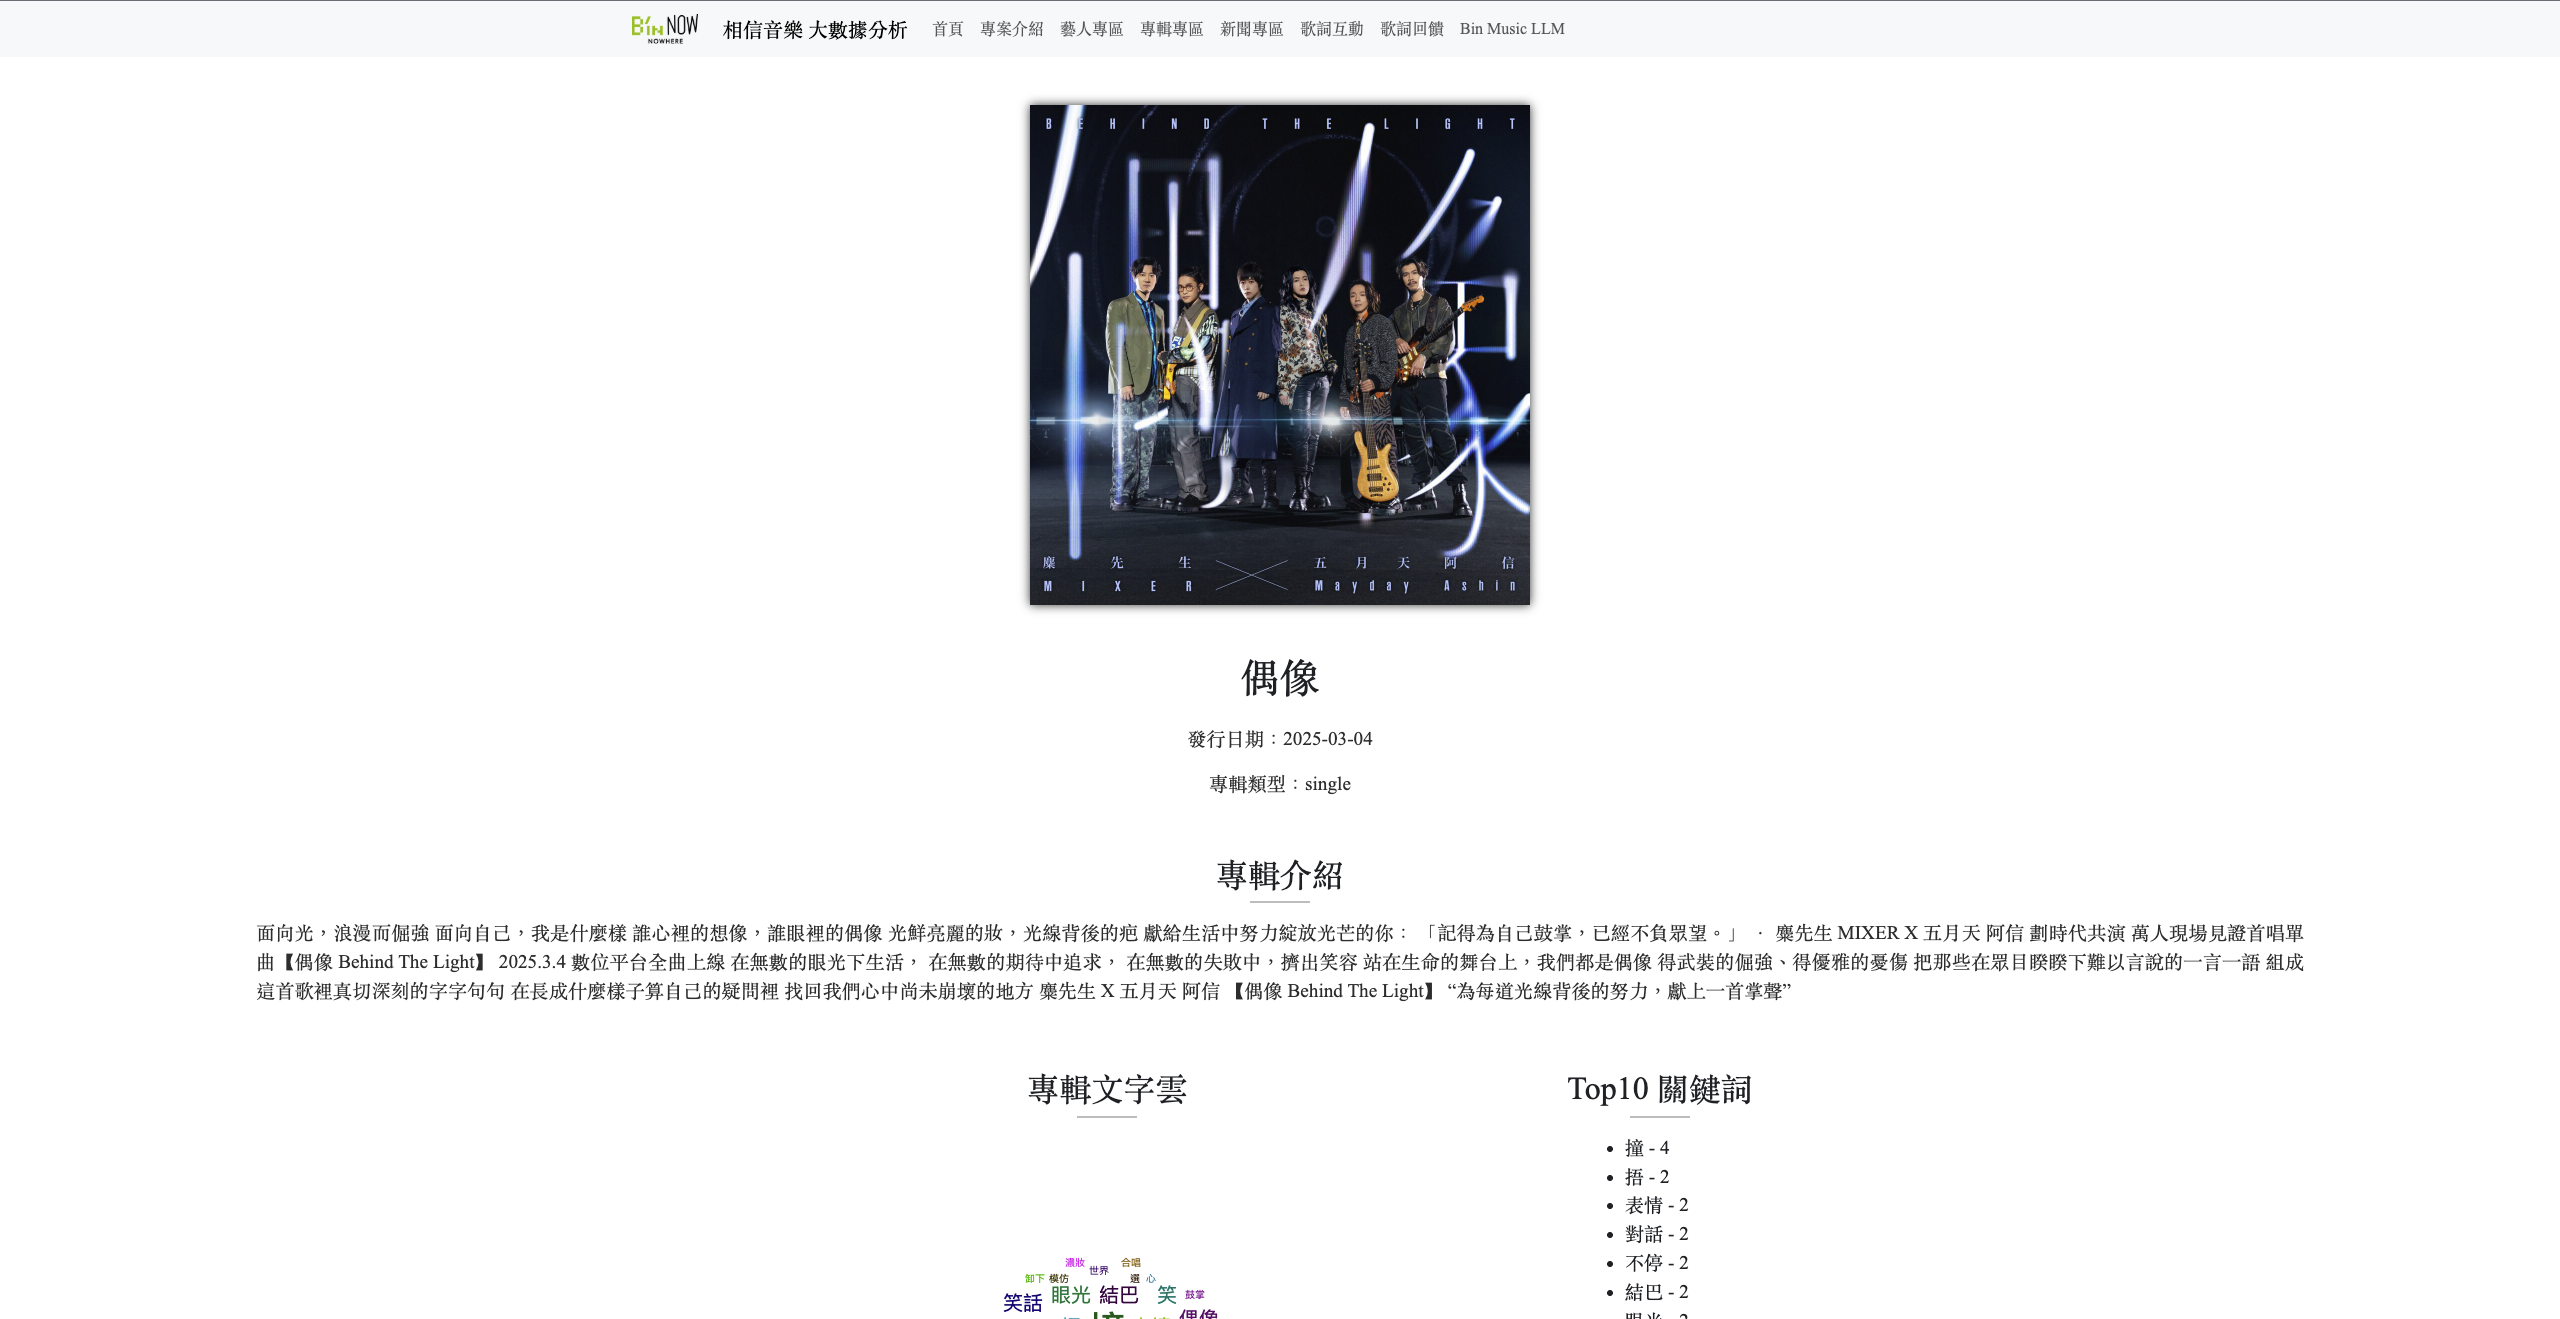 B'in NOW
NOWHERE
相信音樂 大數據分析 首頁 專案介紹 藝人專區 專輯專區 新聞專區 歌詞互動 歌詞回饋 Bin Music LLM
BEHIND THE LIGHT
偶像
麋先生 五月天 阿信
MIXER Mayday Ashin
偶像
發行日期：2025-03-04
專輯類型：single
專輯介紹
面向光，浪漫而倔強 面向自己，我是什麼樣 誰心裡的想像，誰眼裡的偶像 光鮮亮麗的妝，光線背後的疤 獻給生活中努力綻放光芒的你： 「記得為自己鼓掌，已經不負眾望。」 ‧ 麋先生 MIXER X 五月天 阿信 劃時代共演 萬人現場見證首唱單
曲【偶像 Behind The Light】 2025.3.4 數位平台全曲上線 在無數的眼光下生活， 在無數的期待中追求， 在無數的失敗中，擠出笑容 站在生命的舞台上，我們都是偶像 得武裝的倔強、得優雅的憂傷 把那些在眾目睽睽下難以言說的一言一語 組成
這首歌裡真切深刻的字字句句 在長成什麼樣子算自己的疑問裡 找回我們心中尚未崩壞的地方 麋先生 X 五月天 阿信 【偶像 Behind The Light】 “為每道光線背後的努力，獻上一首掌聲”
專輯文字雲
濃妝 世界 合唱
卸下 模仿 選 心
笑話 眼光 結巴 笑 鼓掌
偶像
Top10 關鍵詞
撞 - 4
捂 - 2
表情 - 2
對話 - 2
不停 - 2
結巴 - 2
眼光 - 2